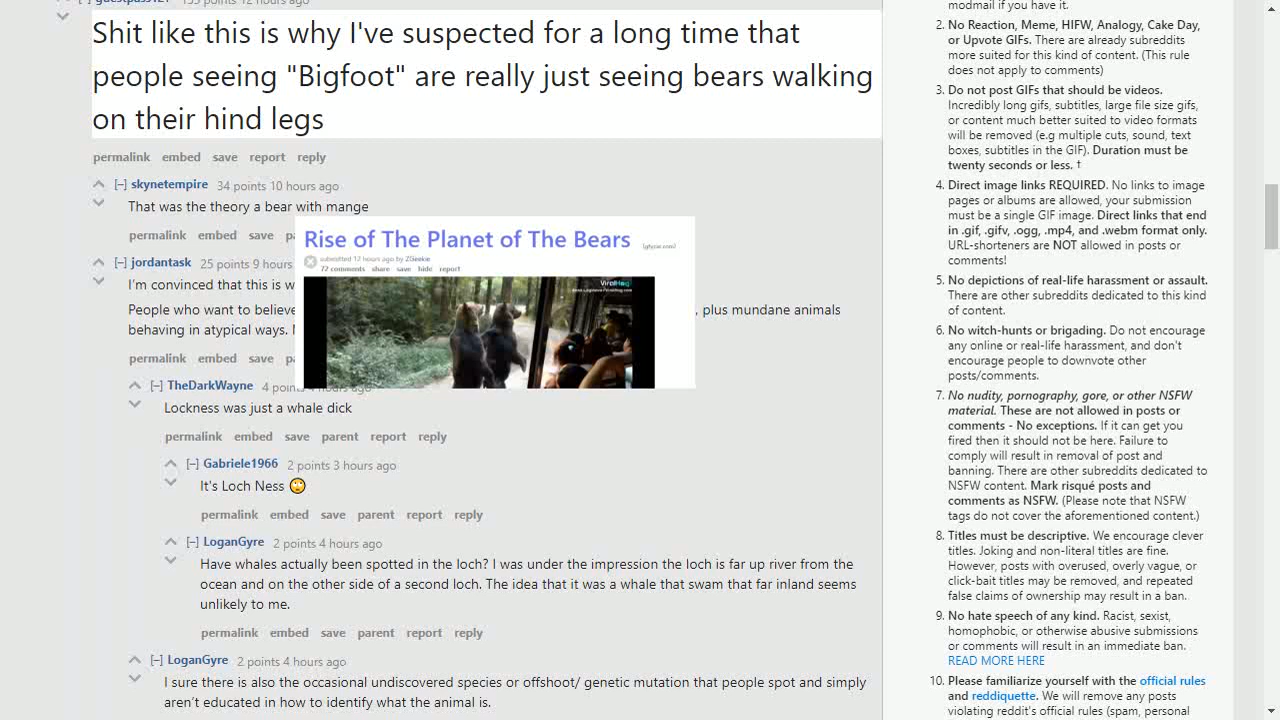 guestpass127 155 points 12 hours ago
Shit like this is why I've suspected for a long time that
people seeing "Bigfoot" are really just seeing bears walking
on their hind legs
permalink embed save report reply
[–] skynetempire 34 points 10 hours ago
That was the theory a bear with mange
permalink embed save
[–] jordantask 25 points 9 hours
I'm convinced that this is w
People who want to believe , plus mundane animals
behaving in atypical ways.
permalink embed save
Rise of The Planet of The Bears (gfycat.com)
submitted 12 hours ago by
72 comments share save hide report
ViralHog
[–] TheDarkWayne 4 points 4 hours ago
Lockness was just a whale dick
permalink embed save parent report reply
[–] Gabriele1966 2 points 3 hours ago
It's Loch Ness 🙄
permalink embed save parent report reply
[–] LoganGyre 2 points 4 hours ago
Have whales actually been spotted in the loch? I was under the impression the loch is far up river from the
ocean and on the other side of a second loch. The idea that it was a whale that swam that far inland seems
unlikely to me.
permalink embed save parent report reply
[–] LoganGyre 2 points 4 hours ago
I sure there is also the occasional undiscovered species or offshoot/ genetic mutation that people spot and simply
aren't educated in how to identify what the animal is.
modmail if you have it.
2. No Reaction, Meme, HIFW, Analogy, Cake Day,
or Upvote GIFs. There are already subreddits
more suited for this kind of content. (This rule
does not apply to comments)
3. Do not post GIFs that should be videos.
Incredibly long gifs, subtitles, large file size gifs,
or content much better suited to video formats
will be removed (e.g multiple cuts, sound, text
boxes, subtitles in the GIF). Duration must be
twenty seconds or less. †
4. Direct image links REQUIRED. No links to image
pages or albums are allowed, your submission
must be a single GIF image. Direct links that end
in .gif, .gifv, .ogg, .mp4, and .webm format only.
URL-shorteners are NOT allowed in posts or
comments!
5. No depictions of real-life harassment or assault.
There are other subreddits dedicated to this kind
of content.
6. No witch-hunts or brigading. Do not encourage
any online or real-life harassment, and don't
encourage people to downvote other
posts/comments.
7. No nudity, pornography, gore, or other NSFW
material. These are not allowed in posts or
comments - No exceptions. If it can get you
fired then it should not be here. Failure to
comply will result in removal of post and
banning. There are other subreddits dedicated to
NSFW content. Mark risqué posts and
comments as NSFW. (Please note that NSFW
tags do not cover the aforementioned content.)
8. Titles must be descriptive. We encourage clever
titles. Joking and non-literal titles are fine.
However, posts with overused, overly vague, or
click-bait titles may be removed, and repeated
false claims of ownership may result in a ban.
9. No hate speech of any kind. Racist, sexist,
homophobic, or otherwise abusive submissions
or comments will result in an immediate ban.
READ MORE HERE
10. Please familiarize yourself with the official rules
and reddiquette. We will remove any posts
violating reddit's official rules (spam, personal